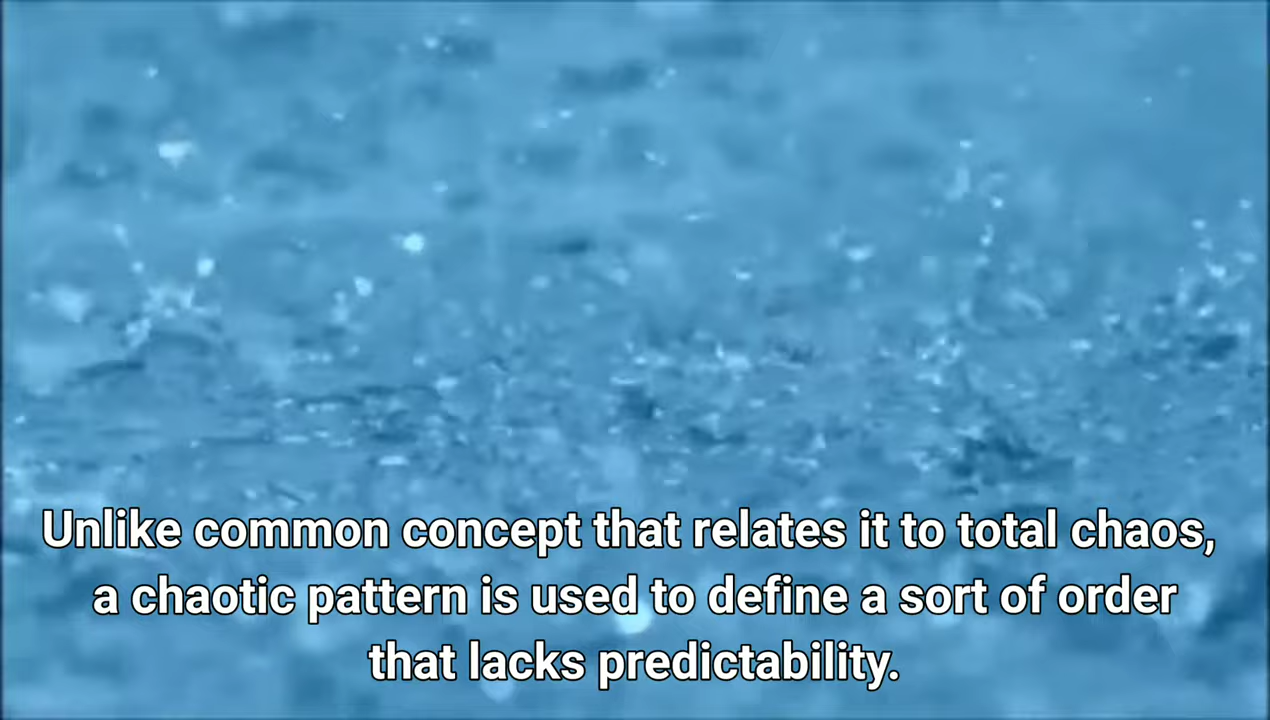 Unlike common concept that relates it to total chaos,
a chaotic pattern is used to define a sort of order
that lacks predictability.